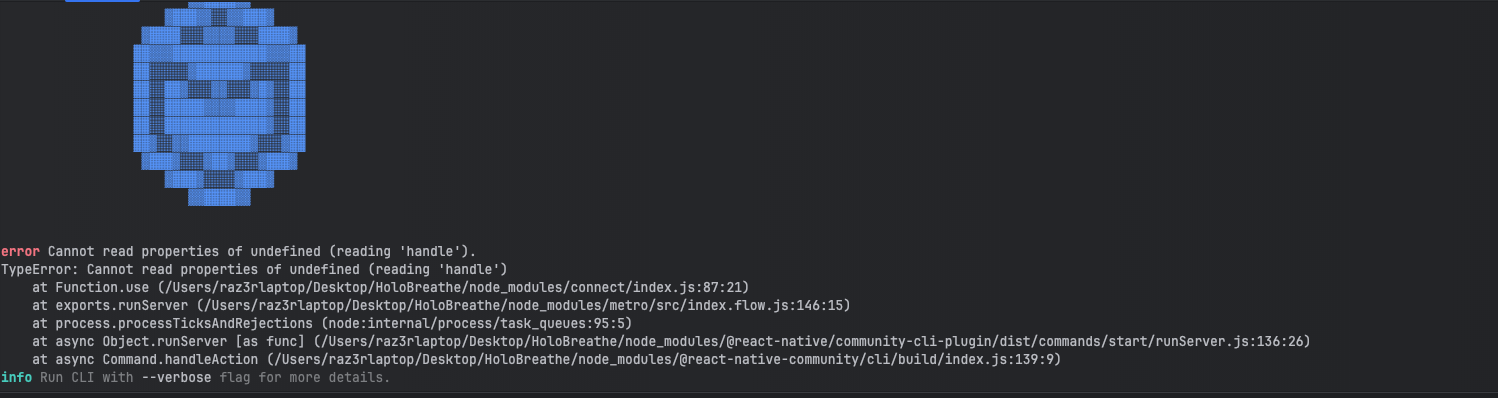 error Cannot read properties of undefined (reading 'handle').
TypeError: Cannot read properties of undefined (reading 'handle')
    at Function.use (/Users/raz3rlaptop/Desktop/HoloBreathe/node_modules/connect/index.js:87:21)
    at exports.runServer (/Users/raz3rlaptop/Desktop/HoloBreathe/node_modules/metro/src/index.flow.js:146:15)
    at process.processTicksAndRejections (node:internal/process/task_queues:95:5)
    at async Object.runServer [as func] (/Users/raz3rlaptop/Desktop/HoloBreathe/node_modules/@react-native/community-cli-plugin/dist/commands/start/runServer.js:136:26)
    at async Command.handleAction (/Users/raz3rlaptop/Desktop/HoloBreathe/node_modules/@react-native-community/cli/build/index.js:139:9)
info Run CLI with --verbose flag for more details.